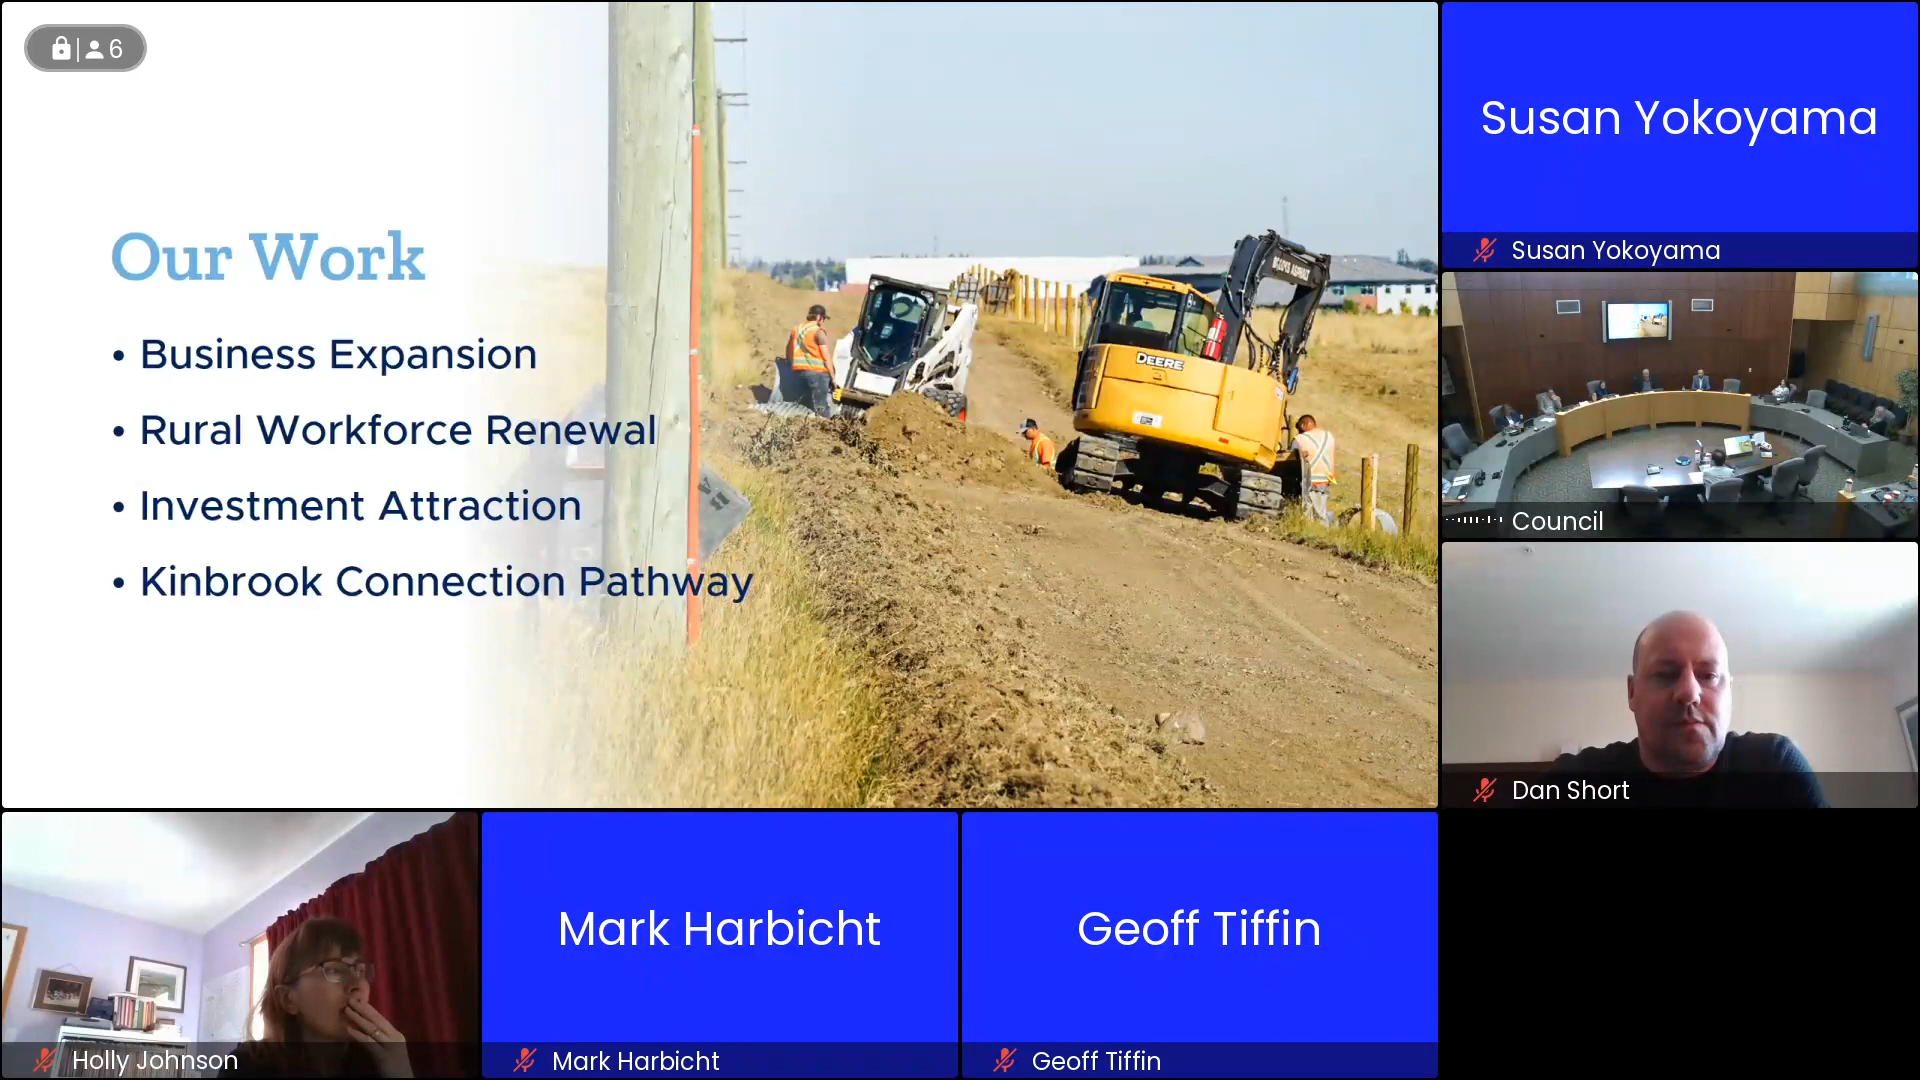 6
Our Work
• Business Expansion
• Rural Workforce Renewal
• Investment Attraction
• Kinbrook Connection Pathway
DEERE
Susan Yokoyama
Susan Yokoyama
Council
Dan Short
Holly Johnson
Mark Harbicht
Mark Harbicht
Geoff Tiffin
Geoff Tiffin